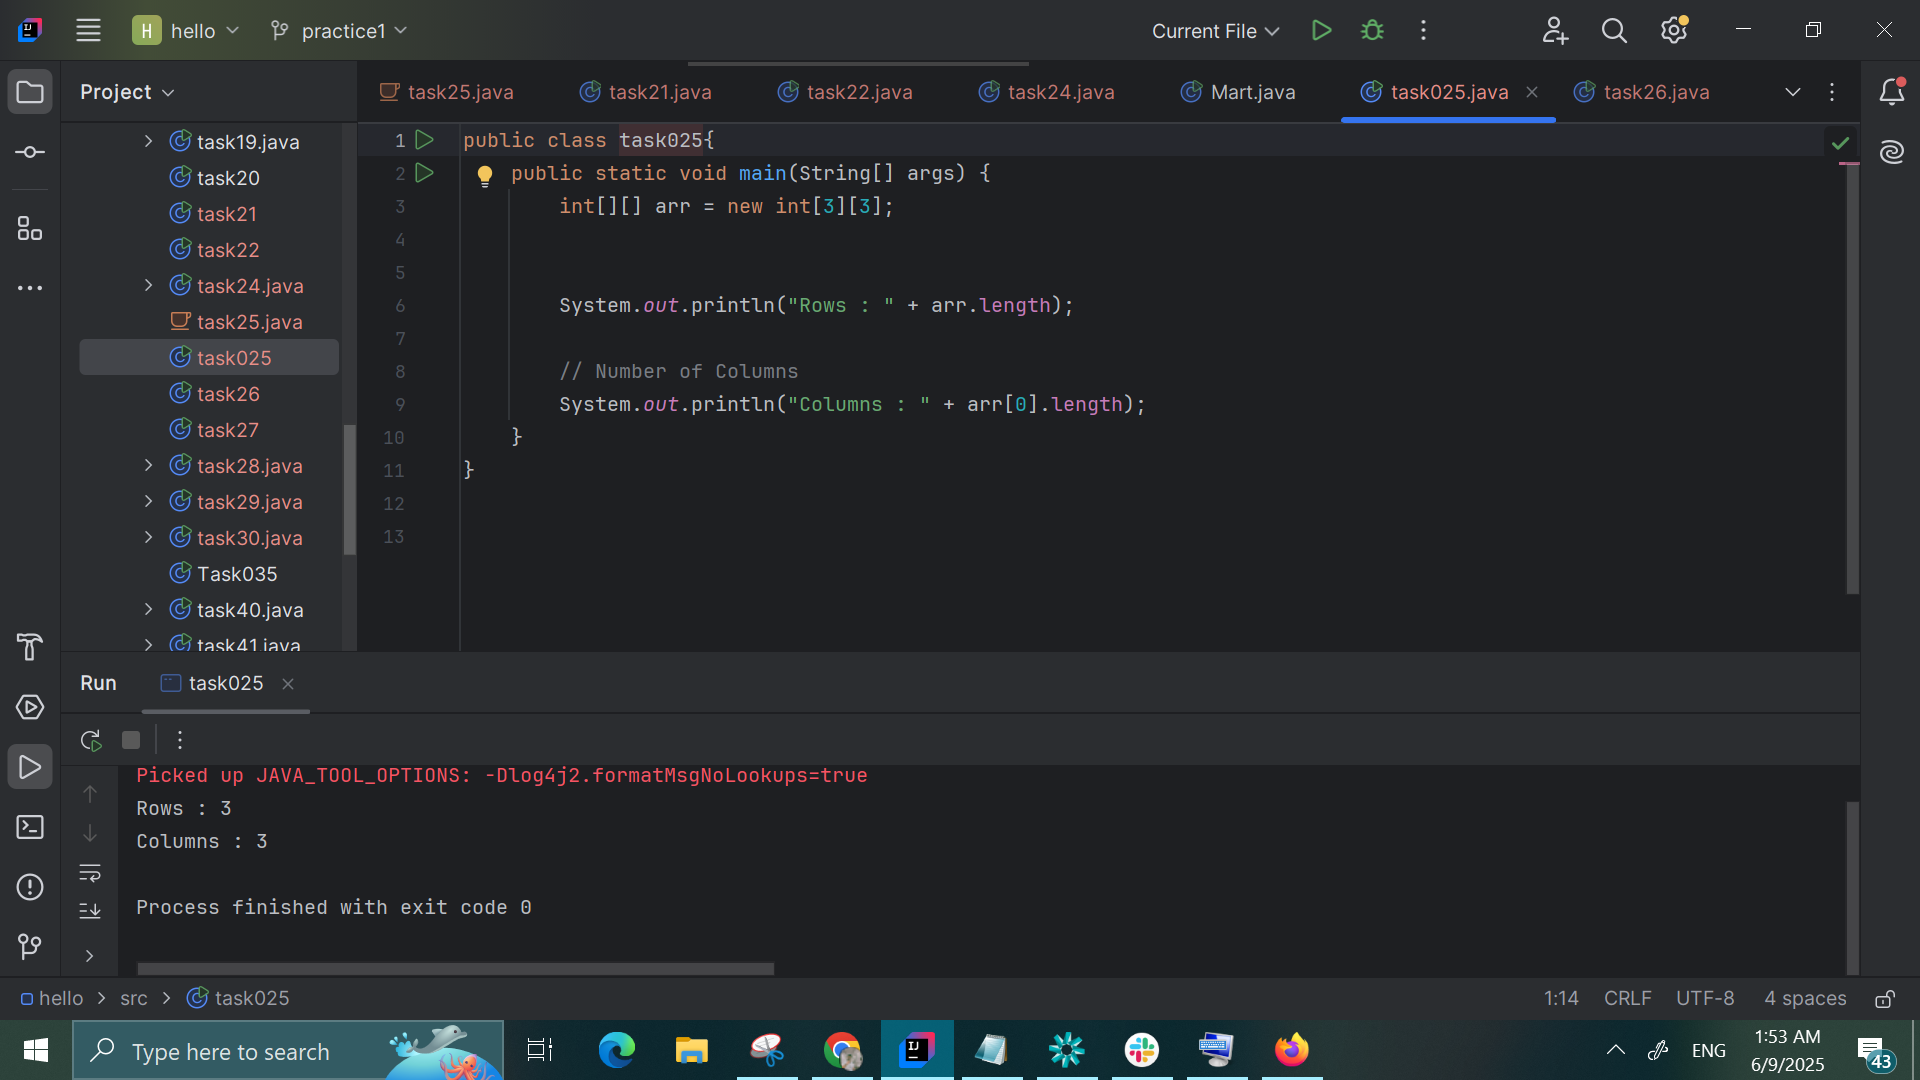 H hello practice1 Current File
Project
task25.java task21.java task22.java task24.java Mart.java task025.java task26.java
task19.java
task20
task21
task22
task24.java
task25.java
task025
task26
task27
task28.java
task29.java
task30.java
Task035
task40.java
task41.java
1 public class task025{
2 public static void main(String[] args) {
3 int[][] arr = new int[3][3];
4
5
6 System.out.println("Rows : " + arr.length);
7
8 // Number of Columns
9 System.out.println("Columns : " + arr[0].length);
10 }
11 }
12
13
Run task025
Picked up JAVA_TOOL_OPTIONS: -Dlog4j2.formatMsgNoLookups=true
Rows : 3
Columns : 3
Process finished with exit code 0
hello > src > task025 1:14 CRLF UTF-8 4 spaces
Type here to search
ENG
1:53 AM
6/9/2025
43